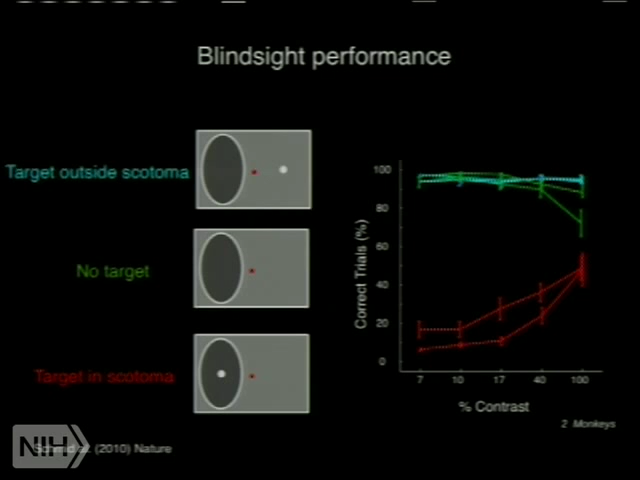 Blindsight performance
Target outside scotoma
No target
Target in scotoma
Correct Trials (%)
100
80
60
40
20
0
7 10 17 40 100
% Contrast
2 Monkeys
NIH
(2010) Nature